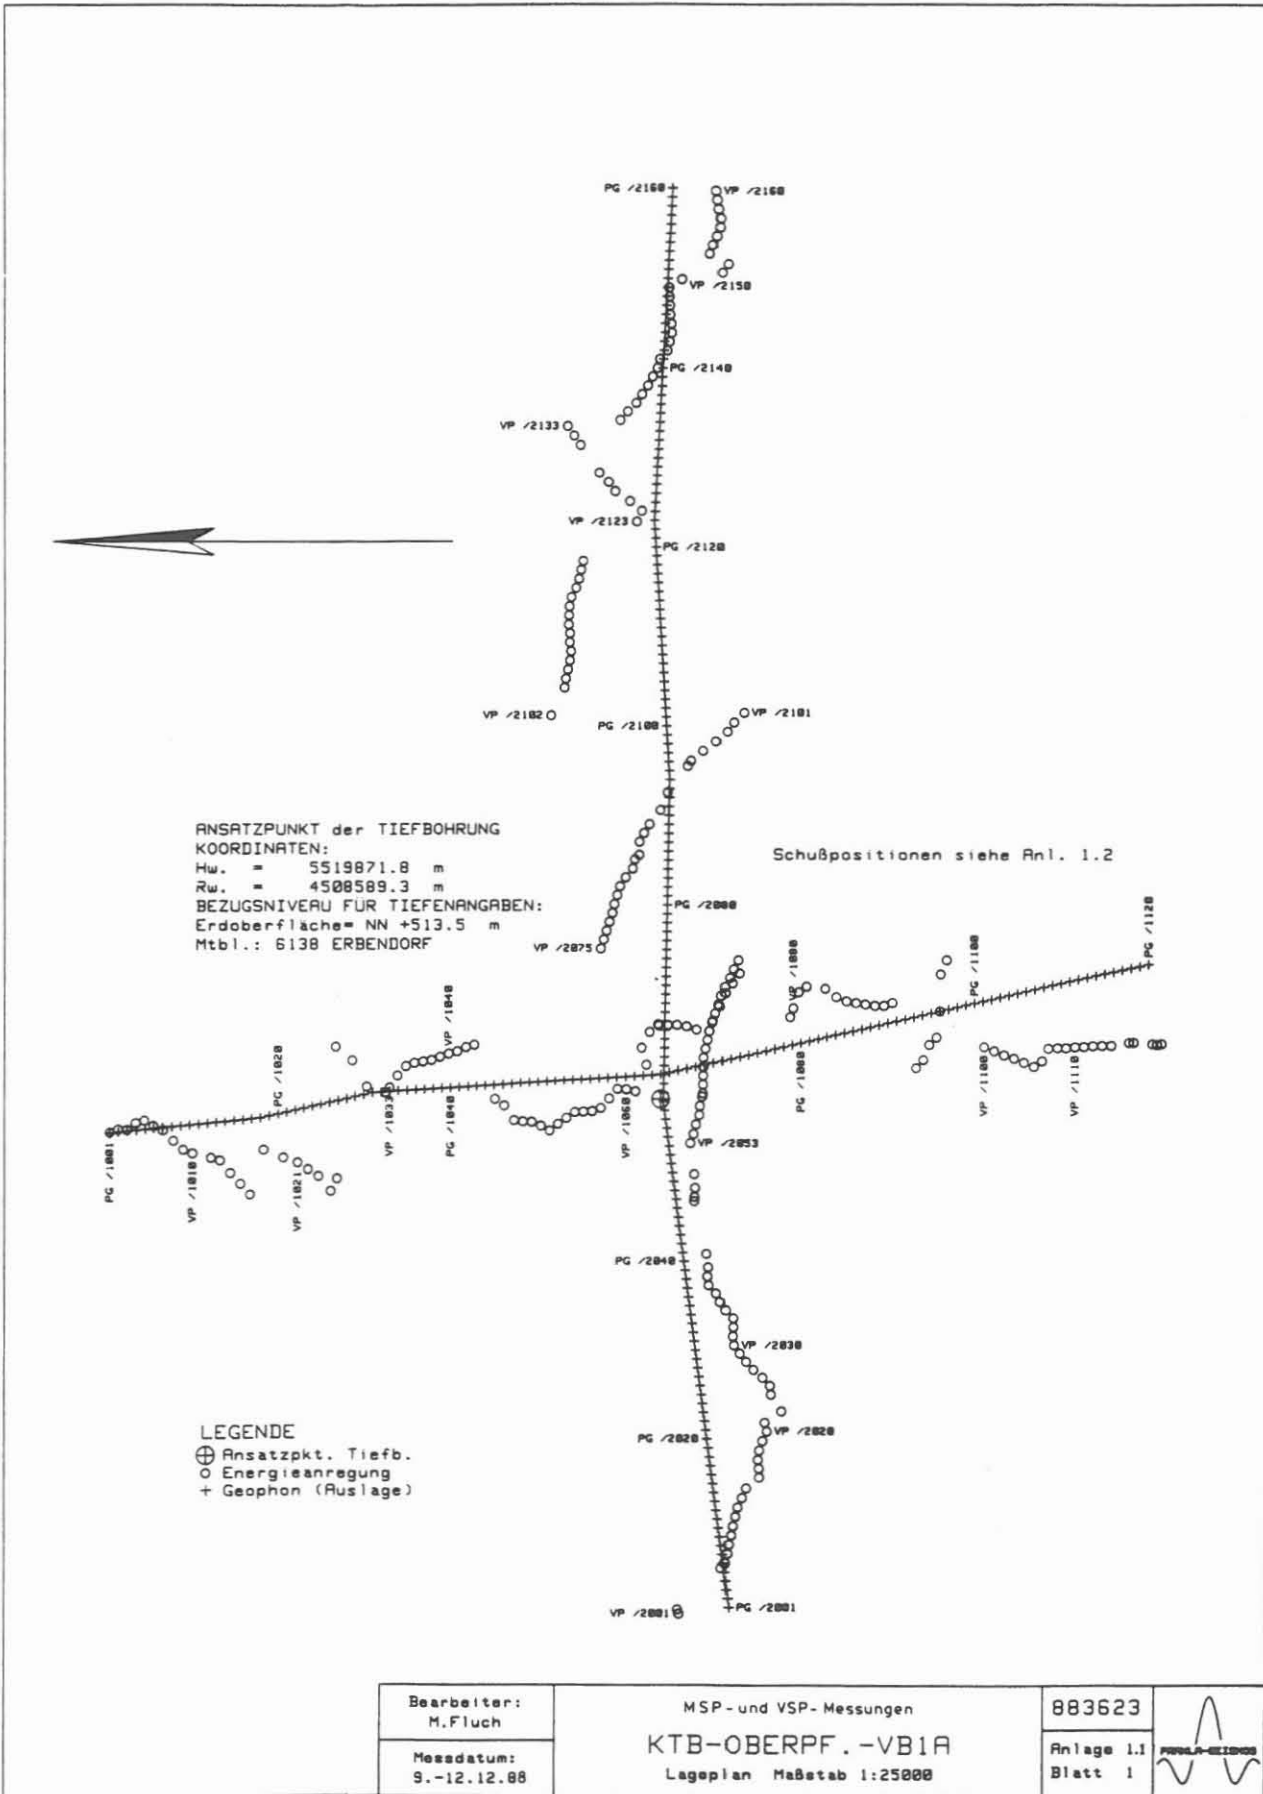 PG /2160
VP /2160
VP /2150
PG /2140
VP /2133
VP /2123
PG /2120
VP /2102
PG /2100
VP /2101
ANSATZPUNKT der TIEFBOHRUNG
KOORDINATEN:
Hw. = 5519871.8 m
Rw. = 4508589.3 m
BEZUGSNIVEAU FÜR TIEFENANGABEN:
Erdoberfläche= NN +513.5 m
Mtbl.: 6138 ERBENDORF
Schußpositionen siehe Anl. 1.2
PG /2080
VP /2075
PG /1120
PG /1100
VP /1080
VP /1040
PG /1020
PG /1080
VP /1100
VP /1110
VP /1033
PG /1040
VP /1060
VP /2053
PG /1001
VP /1010
VP /1021
PG /2040
VP /2030
PG /2020
VP /2020
LEGENDE
Ansatzpkt. Tiefb.
Energieanregung
Geophon (Auslage)
VP /2001
PG /2001
Bearbeiter:
M.Fluch
Messdatum:
9.-12.12.88
MSP-und VSP-Messungen
KTB-OBERPF.-VB1A
Lageplan Maßstab 1:25000
883623
Anlage 1.1
Blatt 1
PRAKLA-SEISMOS